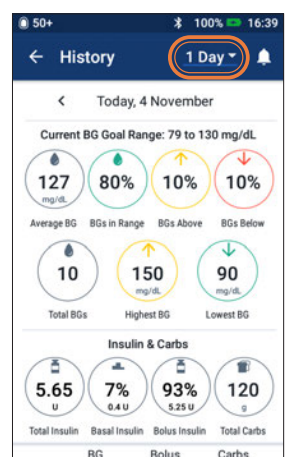 50+ 100% 16:39
← History 1 Day
< Today, 4 November
Current BG Goal Range: 79 to 130 mg/dL
127 80% 10% 10%
mg/dL
Average BG BGs in Range BGs Above BGs Below
10 150 90
mg/dL mg/dL
Total BGs Highest BG Lowest BG
Insulin & Carbs
5.65 7% 93% 120
U 0.4 U 5.25 U g
Total Insulin Basal Insulin Bolus Insulin Total Carbs
BG Bolus Carbs